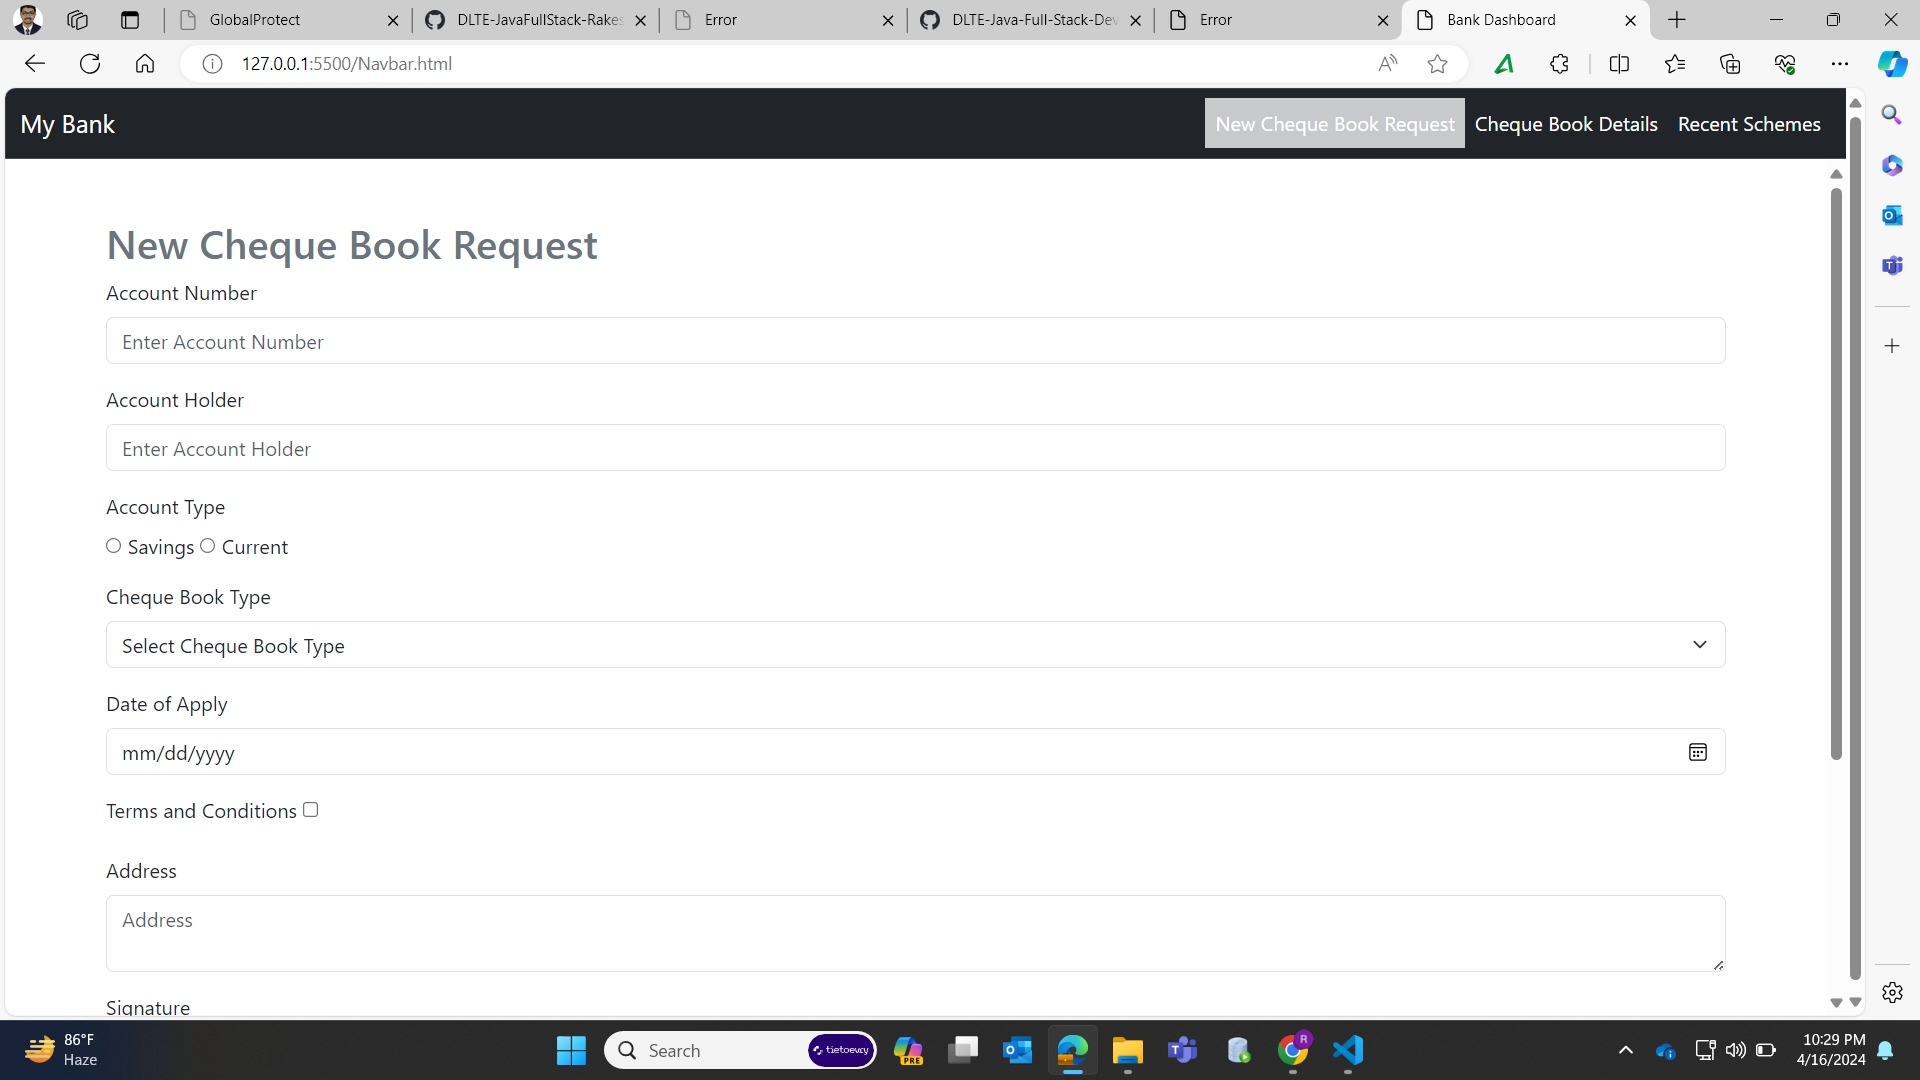 GlobalProtect
DLTE-JavaFullStack-Rakes
Error
DLTE-Java-Full-Stack-Dev
Error
Bank Dashboard
127.0.0.1:5500/Navbar.html
My Bank
New Cheque Book Request
Cheque Book Details
Recent Schemes
New Cheque Book Request
Account Number
Enter Account Number
Account Holder
Enter Account Holder
Account Type
Savings Current
Cheque Book Type
Select Cheque Book Type
Date of Apply
mm/dd/yyyy
Terms and Conditions
Address
Address
Signature
86°F
Haze
Search
tietoevry
PRE
R
10:29 PM
4/16/2024